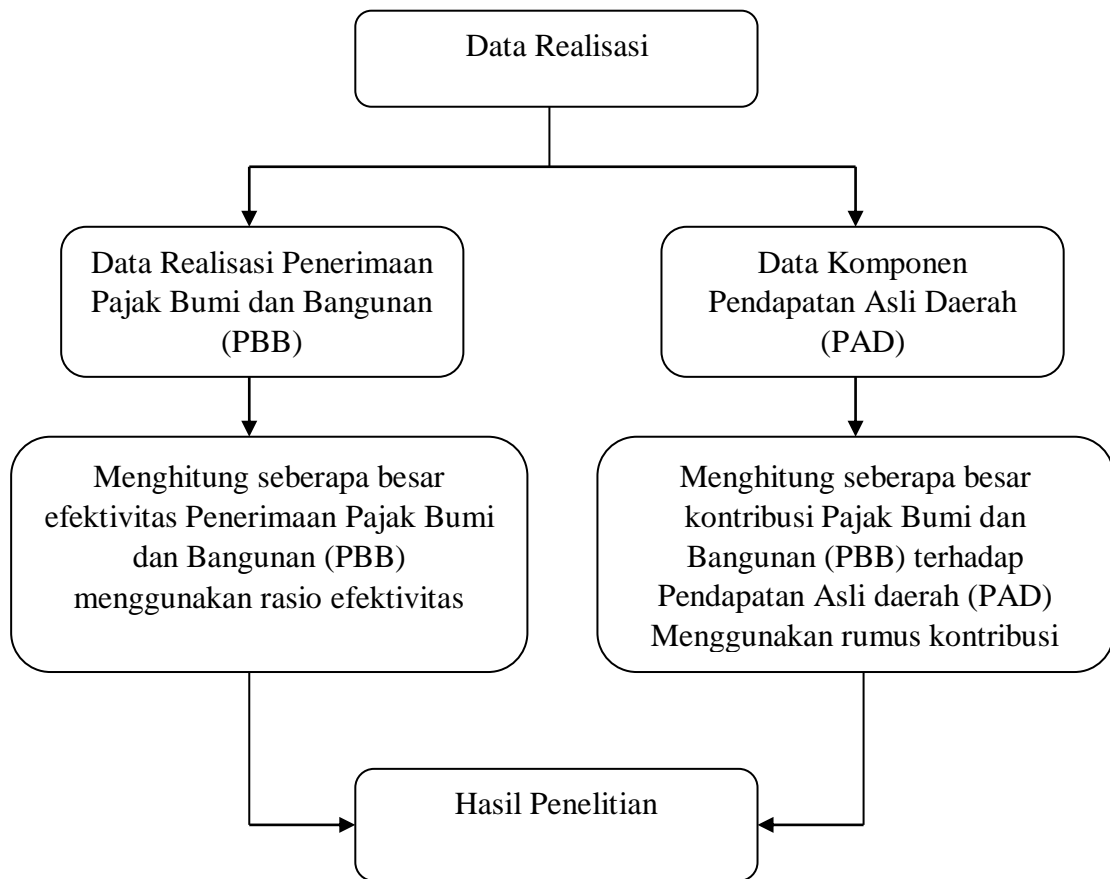 Data Realisasi
Data Realisasi Penerimaan
Pajak Bumi dan Bangunan
(PBB)
Data Komponen
Pendapatan Asli Daerah
(PAD)
Menghitung seberapa besar
efektivitas Penerimaan Pajak Bumi
dan Bangunan (PBB)
menggunakan rasio efektivitas
Menghitung seberapa besar
kontribusi Pajak Bumi dan
Bangunan (PBB) terhadap
Pendapatan Asli daerah (PAD)
Menggunakan rumus kontribusi
Hasil Penelitian